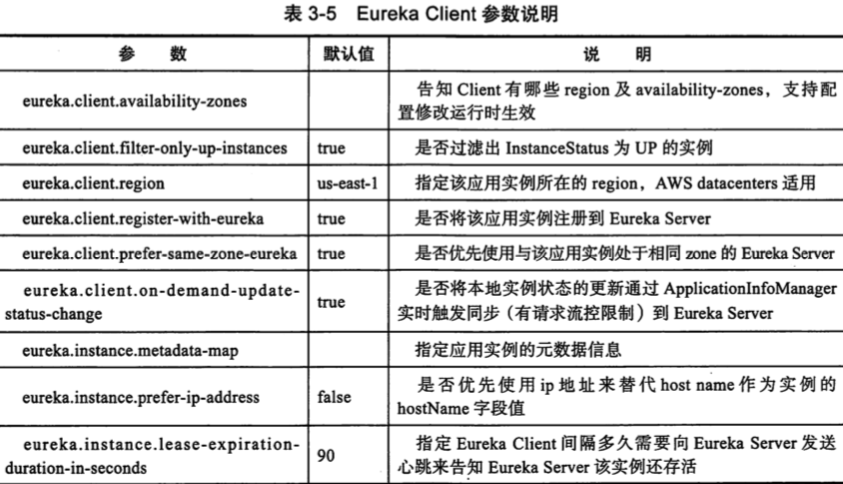 表 3-5 Eureka Client 参数说明
参 数 默认值 说 明
eureka.client.availability-zones 告知 Client 有哪些 region 及 availability-zones，支持配
置修改运行时生效
eureka.client.filter-only-up-instances true 是否过滤出 InstanceStatus 为 UP 的实例
eureka.client.region us-east-1 指定该应用实例所在的 region，AWS datacenters 适用
eureka.client.register-with-eureka true 是否将该应用实例注册到 Eureka Server
eureka.client.prefer-same-zone-eureka true 是否优先使用与该应用实例处于相同 zone 的 Eureka Server
eureka.client.on-demand-update-
status-change true 是否将本地实例状态的更新通过 ApplicationInfoManager
实时触发同步（有请求流控限制）到 Eureka Server
eureka.instance.metadata-map 指定应用实例的元数据信息
eureka.instance.prefer-ip-address false 是否优先使用 ip 地址来替代 host name 作为实例的
hostName 字段值
eureka.instance.lease-expiration-
duration-in-seconds 90 指定 Eureka Client 间隔多久需要向 Eureka Server 发送
心跳来告知 Eureka Server 该实例还存活